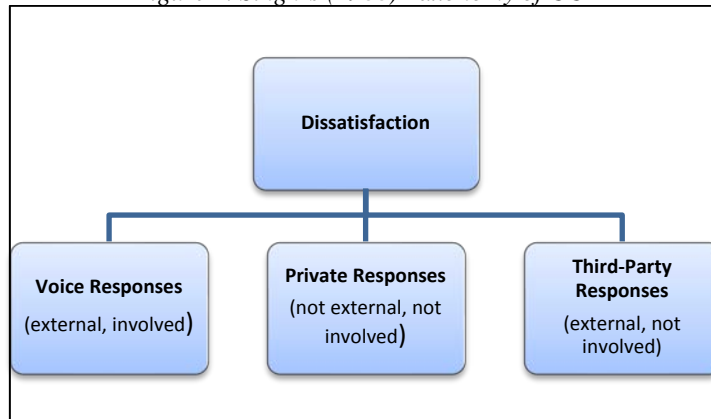 Dissatisfaction
Voice Responses
(external, involved)
Private Responses
(not external, not
involved)
Third-Party
Responses
(external, not
involved)